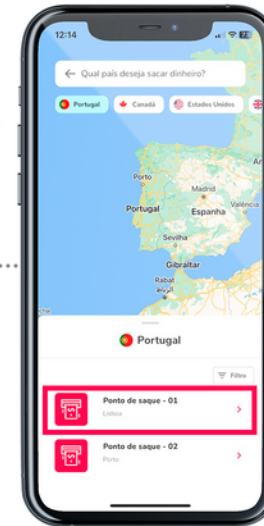 12:14
Qual país deseja sacar dinheiro?
Portugal
Canadá
Estados Unidos
Porto
Madrid
Portugal
Espanha
Valência
Sevilha
Gibraltar
Rabat
Portugal
Filtro
Ponto de saque - 01
Lisboa
Ponto de saque - 02
Porto